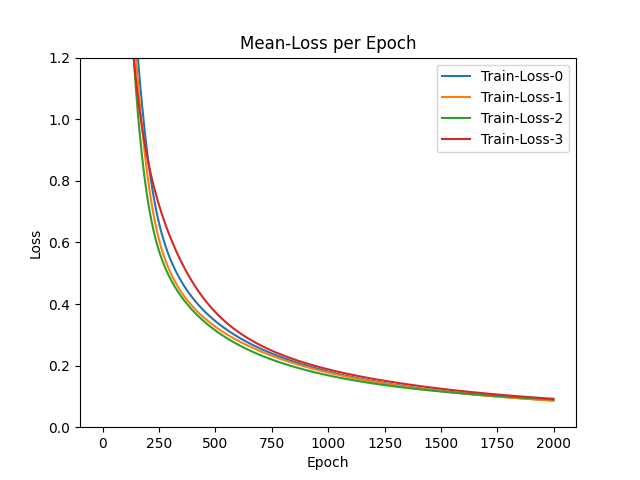 Mean-Loss per Epoch
Train-Loss-0
Train-Loss-1
Train-Loss-2
Train-Loss-3
Loss
1.2
1.0
0.8
0.6
0.4
0.2
0.0
0 250 500 750 1000 1250 1500 1750 2000
Epoch